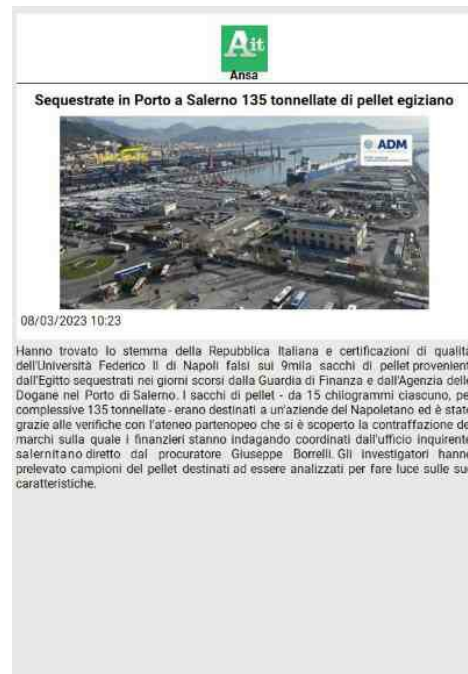 Ait
Ansa
Sequestrate in Porto a Salerno 135 tonnellate di pellet egiziano
ADM
08/03/2023 10:23
Hanno trovato lo stemma della Repubblica Italiana e certificazioni di qualità
dell'Università Federico II di Napoli falsi sui 9mila sacchi di pellet provenient
dall'Egitto sequestrati nei giorni scorsi dalla Guardia di Finanza e dall'Agenzia delle
Dogane nel Porto di Salerno. I sacchi di pellet - da 15 chilogrammi ciascuno, pe
complessive 135 tonnellate - erano destinati a un'aziende del Napoletano ed è stat
grazie alle verifiche con l'ateneo partenopeo che si è scoperto la contraffazione de
marchi sulla quale i finanzieri stanno indagando coordinati dall'ufficio inquirente
salernitano diretto dal procuratore Giuseppe Borrelli. Gli investigatori hanno
prelevato campioni del pellet destinati ad essere analizzati per fare luce sulle su
caratteristiche.